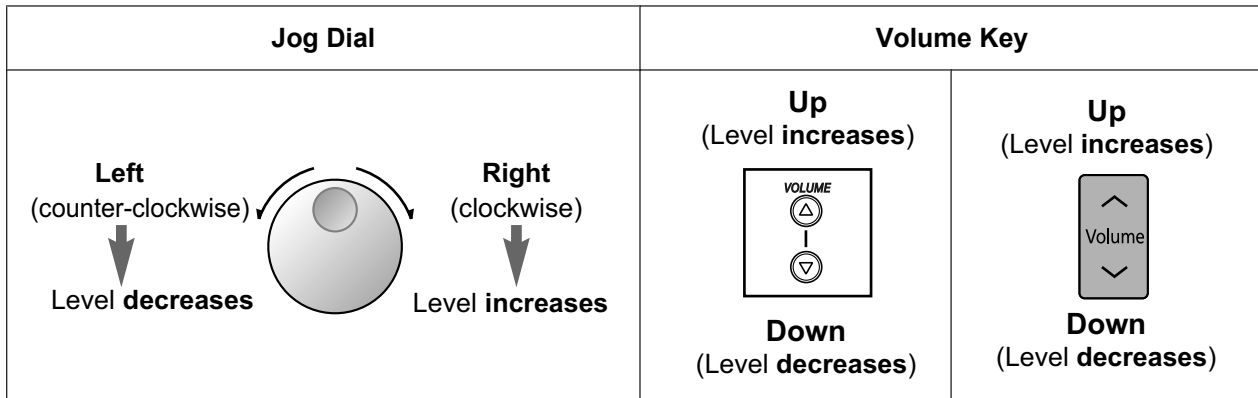 Jog Dial
Volume Key
Left
(counter-clockwise)
Level decreases
Right
(clockwise)
Level increases
Up
(Level increases)
VOLUME
Down
(Level decreases)
Up
(Level increases)
Volume
Down
(Level decreases)